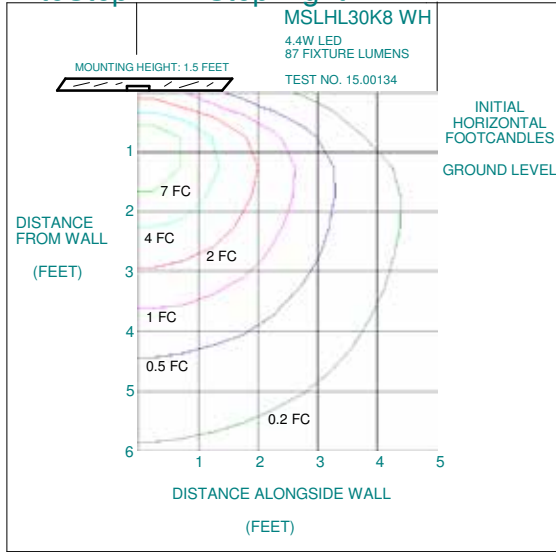 MSLHL30K8 WH
4.4W LED
87 FIXTURE LUMENS
TEST NO. 15.00134
MOUNTING HEIGHT: 1.5 FEET
INITIAL
HORIZONTAL
FOOTCANDLES
GROUND LEVEL
DISTANCE
FROM WALL
(FEET)
1
2
3
4
5
6
7 FC
4 FC
2 FC
1 FC
0.5 FC
0.2 FC
1 2 3 4 5
DISTANCE ALONGSIDE WALL
(FEET)